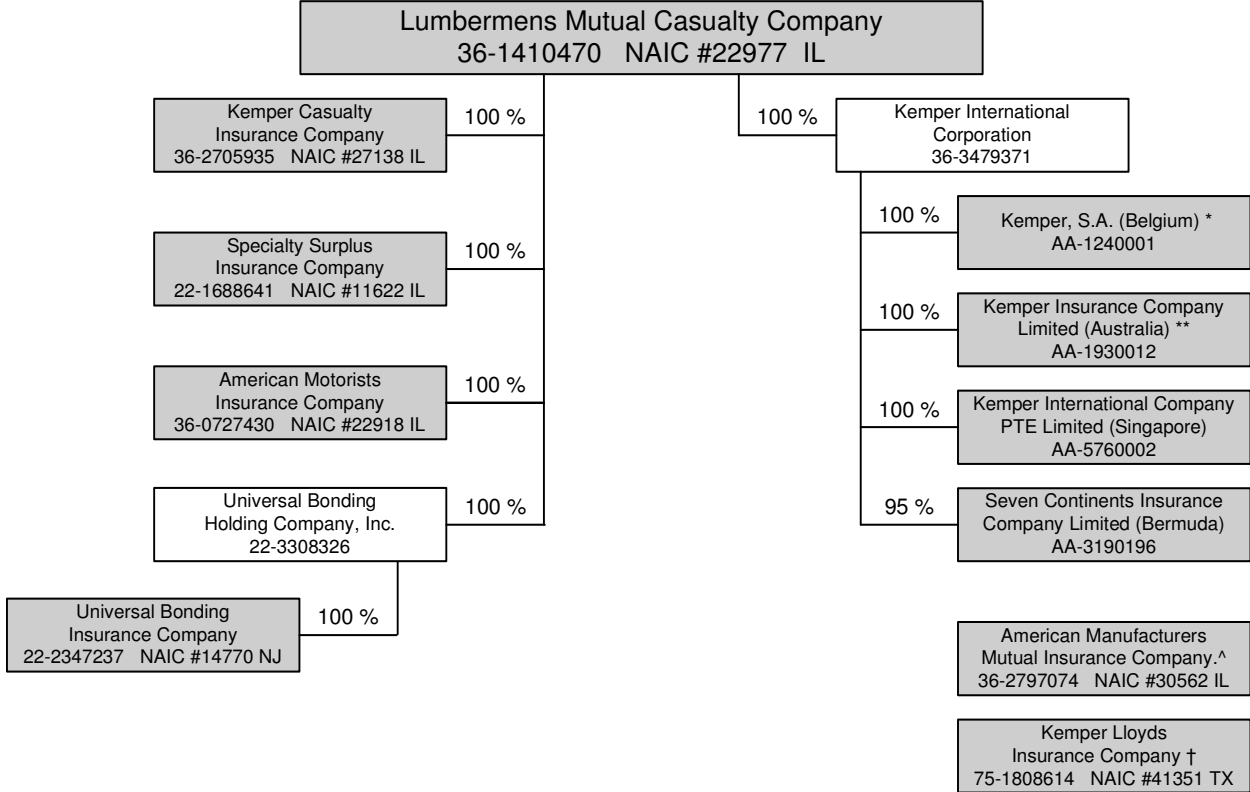 Lumbermens Mutual Casualty Company
36-1410470 NAIC #22977 IL
Kemper Casualty
Insurance Company
36-2705935 NAIC #27138 IL
100 %
Specialty Surplus
Insurance Company
22-1688641 NAIC #11622 IL
100 %
American Motorists
Insurance Company
36-0727430 NAIC #22918 IL
100 %
Universal Bonding
Holding Company, Inc.
22-3308326
100 %
Universal Bonding
Insurance Company
22-2347237 NAIC #14770 NJ
100 %
100 %
Kemper International
Corporation
36-3479371
100 %
Kemper, S.A. (Belgium) *
AA-1240001
100 %
Kemper Insurance Company
Limited (Australia) **
AA-1930012
100 %
Kemper International Company
PTE Limited (Singapore)
AA-5760002
95 %
Seven Continents Insurance
Company Limited (Bermuda)
AA-3190196
American Manufacturers
Mutual Insurance Company.^
36-2797074 NAIC #30562 IL
Kemper Lloyds
Insurance Company †
75-1808614 NAIC #41351 TX